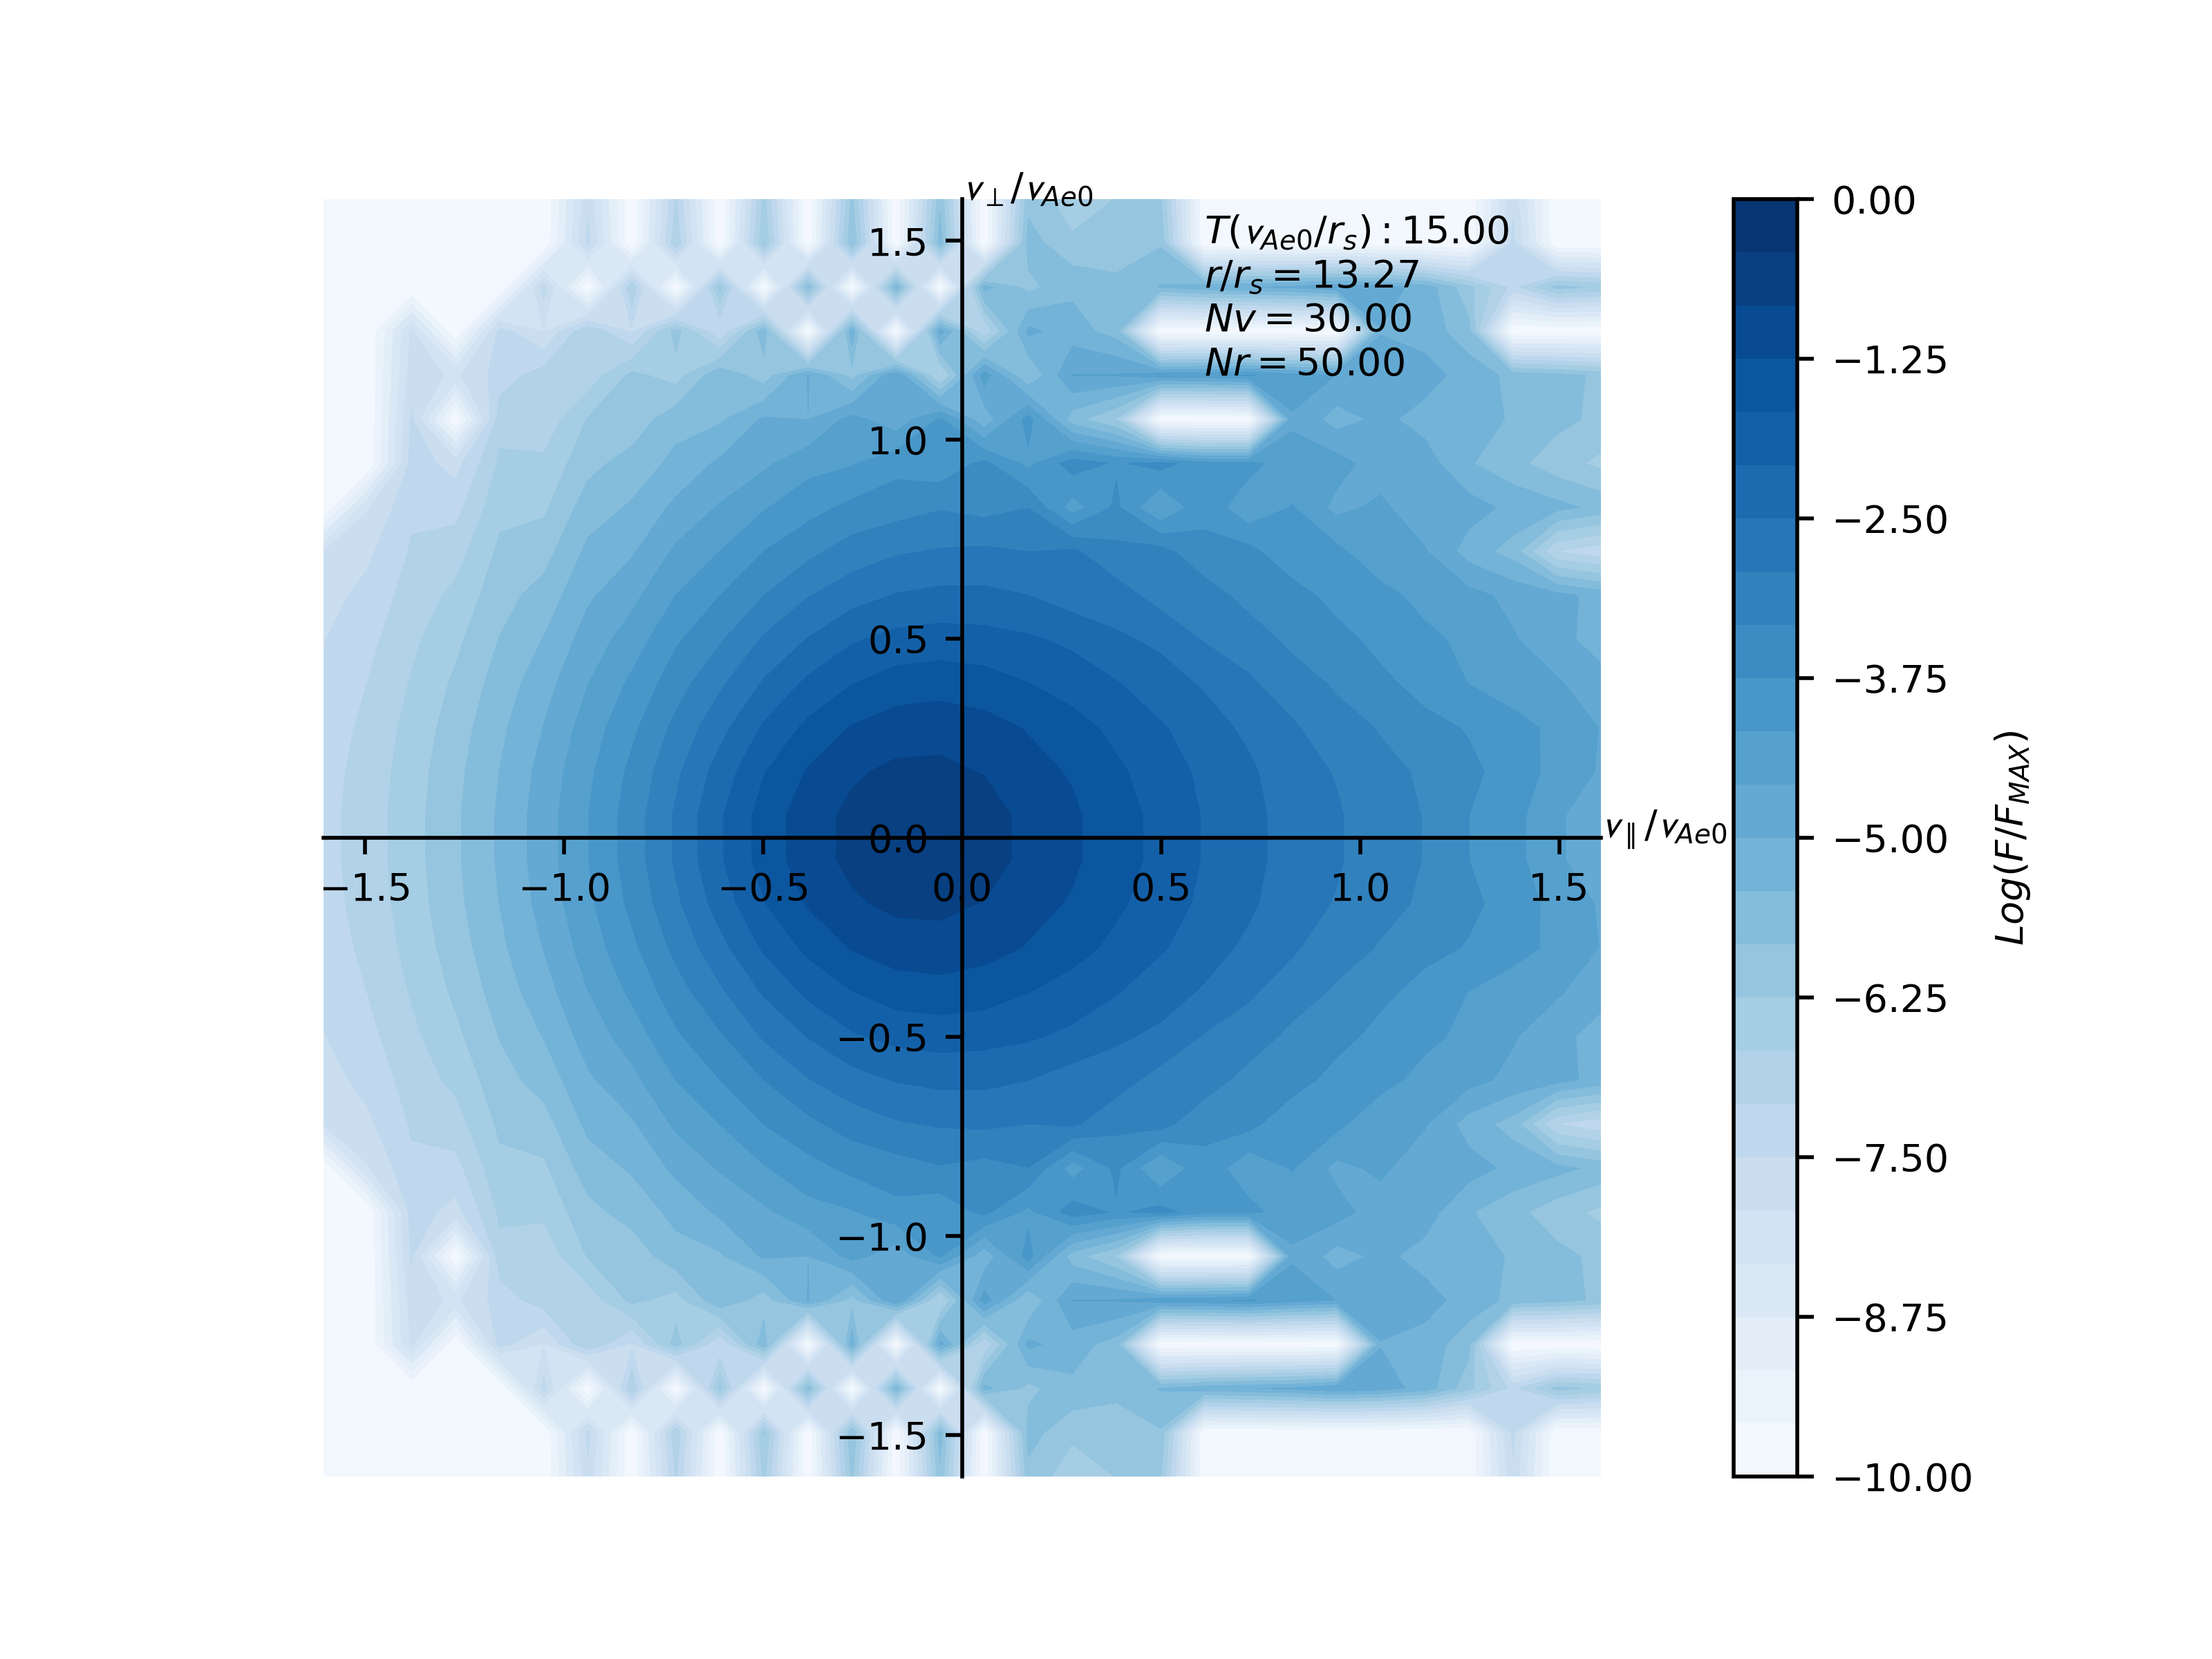 v⊥/vAe0
T(vAe0/rs) : 15.00
r/rs = 13.27
Nv = 30.00
Nr = 50.00
1.5
1.0
0.5
0.0
−0.5
−1.0
−1.5
−1.5 −1.0 −0.5 0.0 0.5 1.0 1.5
v∥/vAe0
0.00
−1.25
−2.50
−3.75
−5.00
−6.25
−7.50
−8.75
−10.00
Log(F/FMAX)